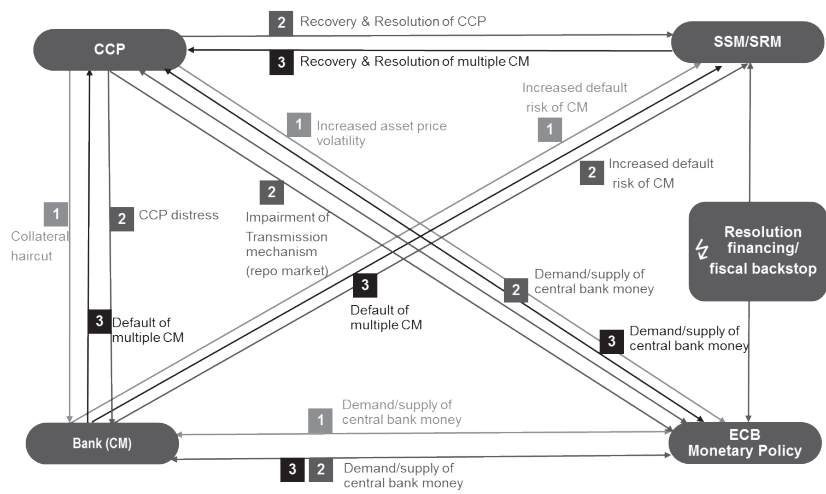 2 Recovery & Resolution of CCP
CCP
SSM/SRM
3 Recovery & Resolution of multiple CM
Increased default
risk of CM
1
1 Increased asset price
volatility
2 Increased default
risk of CM
2
Impairment of
Transmission
mechanism
(repo market)
1
Collateral
haircut
2 CCP distress
Resolution
financing/
fiscal backstop
2 Demand/supply of
central bank money
3
Default of
multiple CM
3 Default of
multiple CM
3 Demand/supply of
central bank money
1 Demand/supply of
central bank money
Bank (CM)
ECB
Monetary Policy
3 2 Demand/supply of
central bank money